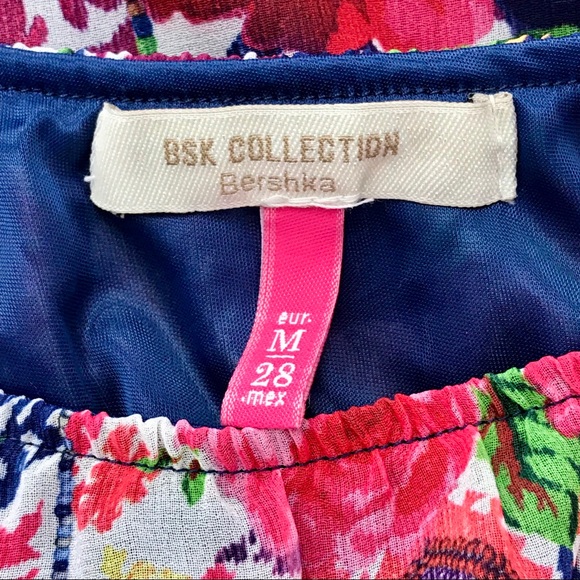 BSK COLLECTION
Bershka
eur.
M
28
.mex